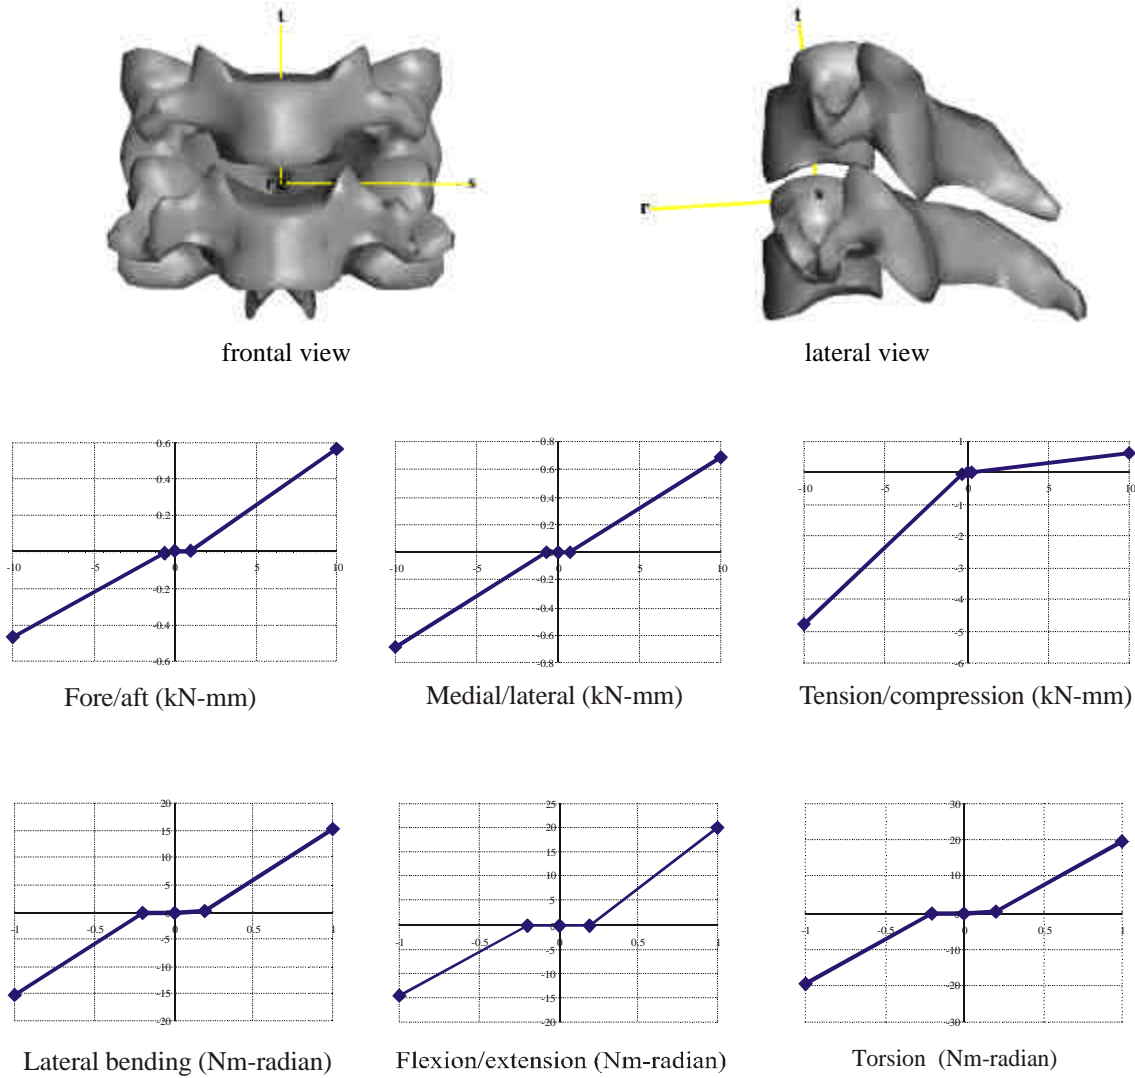 t
r s
frontal view
t
s
r
lateral view
0.6
0.4
0.2
-10 -5 0 5 10
-0.2
-0.4
-0.6
Fore/aft (kN-mm)
0.8
0.6
0.4
0.2
-10 -5 0 5 10
-0.2
-0.4
-0.6
-0.8
Medial/lateral (kN-mm)
1
-10 -5 0 5 10
-1
-2
-3
-4
-5
-6
Tension/compression (kN-mm)
20
15
10
5
-1 -0.5 0 0.5 1
-5
-10
-15
-20
Lateral bending (Nm-radian)
25
20
15
10
5
-1 -0.5 0 0.5 1
-5
-10
-15
-20
Flexion/extension (Nm-radian)
30
20
10
-1 -0.5 0 0.5 1
-10
-20
-30
Torsion (Nm-radian)